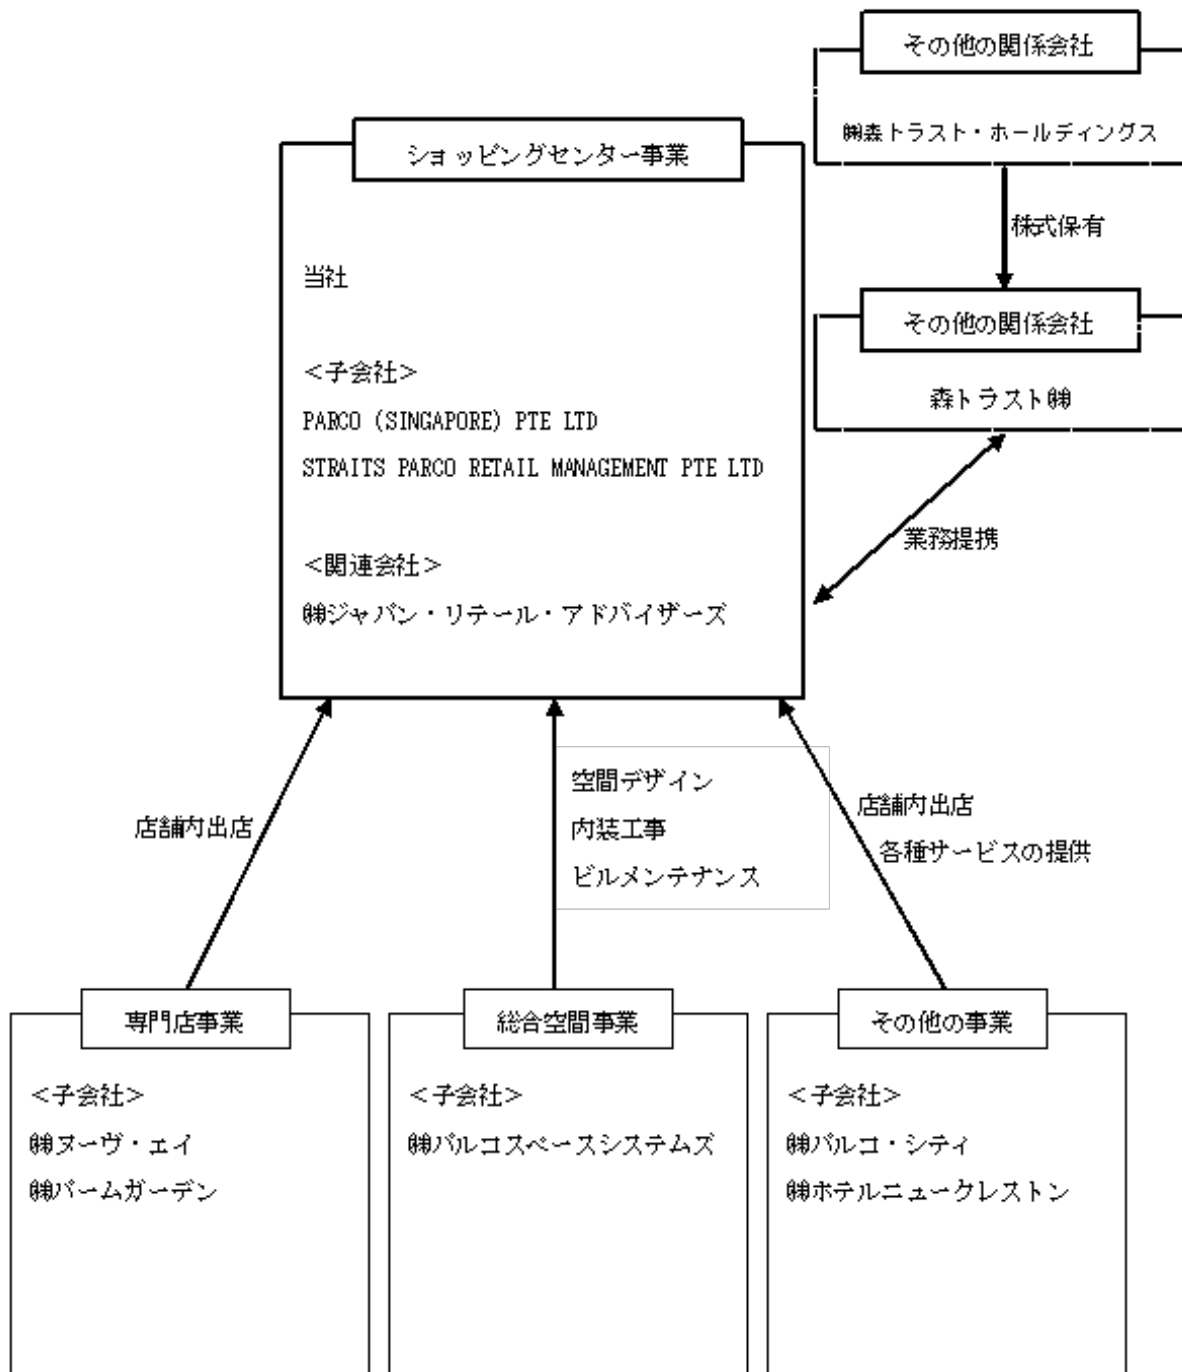 その他の関係会社
㈱森トラスト・ホールディングス
株式保有
その他の関係会社
森トラスト㈱
業務提携
ショッピングセンター事業
当社
＜子会社＞
PARCO (SINGAPORE) PTE LTD
STRAITS PARCO RETAIL MANAGEMENT PTE LTD
＜関連会社＞
㈱ジャパン・リテール・アドバイザーズ
店舗内出店
空間デザイン
内装工事
ビルメンテナンス
店舗内出店
各種サービスの提供
専門店事業
＜子会社＞
㈱ヌーヴ・エイ
㈱パームガーデン
総合空間事業
＜子会社＞
㈱パルコスペースシステムズ
その他の事業
＜子会社＞
㈱パルコ・シティ
㈱ホテルニュークレストン